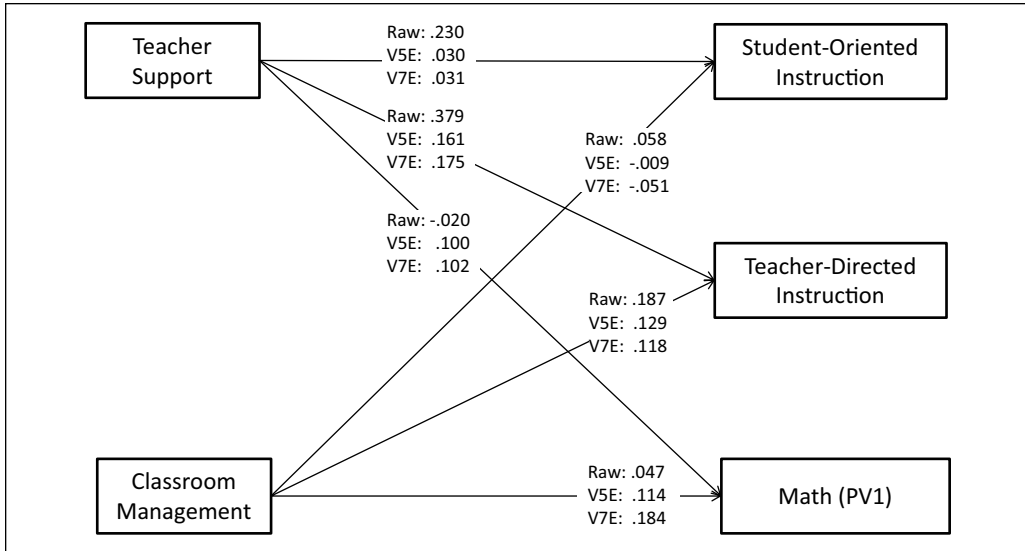 Teacher
Support
Raw: .230
V5E: .030
V7E: .031
Student-Oriented
Instruction
Raw: .379
V5E: .161
V7E: .175
Raw: .058
V5E: -.009
V7E: -.051
Raw: -.020
V5E: .100
V7E: .102
Teacher-Directed
Instruction
Raw: .187
V5E: .129
V7E: .118
Classroom
Management
Raw: .047
V5E: .114
V7E: .184
Math (PV1)